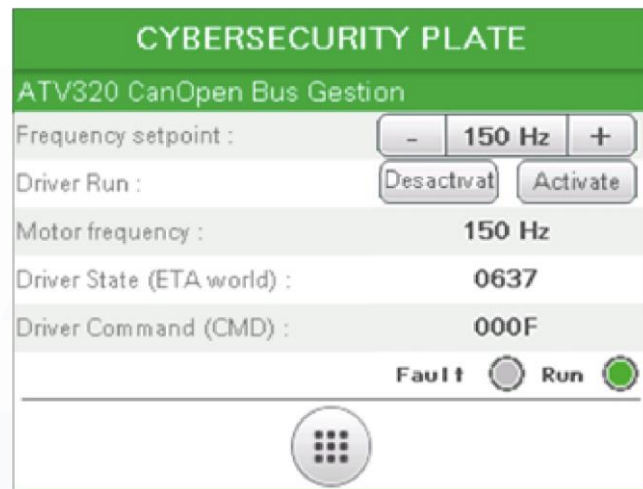 CYBERSECURITY PLATE
ATV320 CanOpen Bus Gestion
Frequency setpoint : - 150 Hz +
Driver Run : Desactivat Activate
Motor frequency : 150 Hz
Driver State (ETA world) : 0637
Driver Command (CMD) : 000F
Fault Run